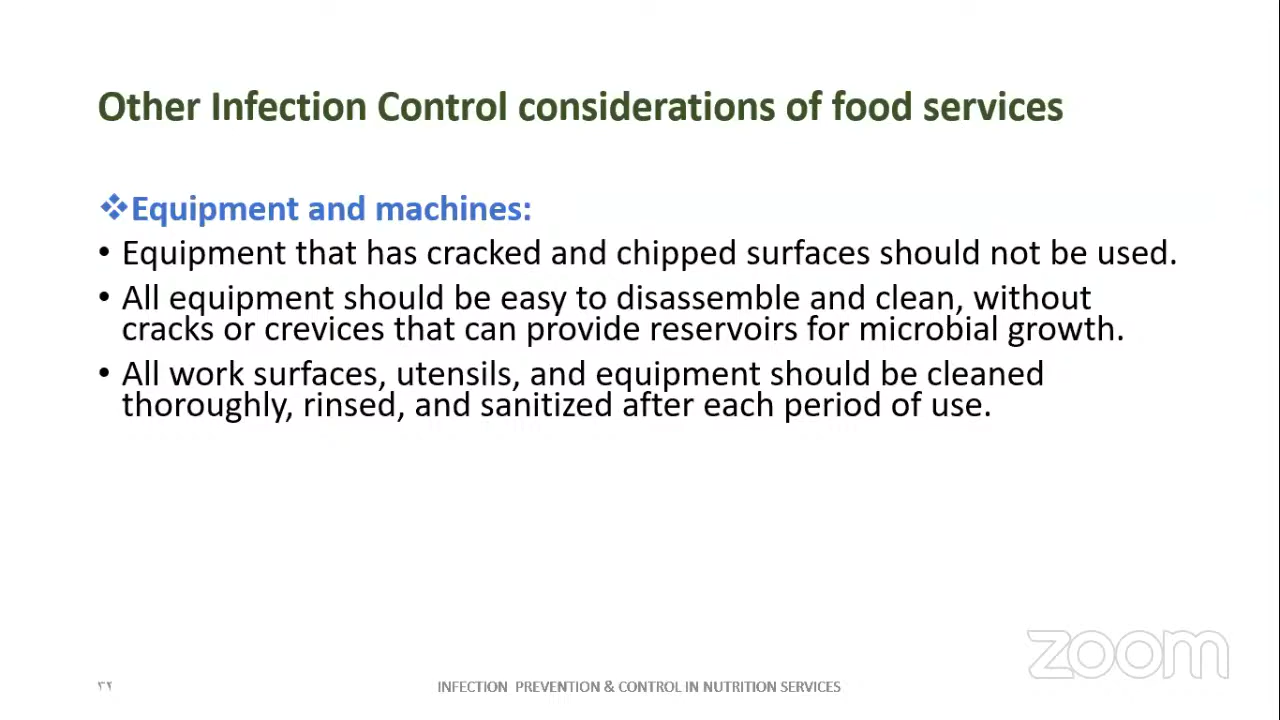 Other Infection Control considerations of food services
❖Equipment and machines:
• Equipment that has cracked and chipped surfaces should not be used.
• All equipment should be easy to disassemble and clean, without
cracks or crevices that can provide reservoirs for microbial growth.
• All work surfaces, utensils, and equipment should be cleaned
thoroughly, rinsed, and sanitized after each period of use.
zoom
٣٢
INFECTION PREVENTION & CONTROL IN NUTRITION SERVICES